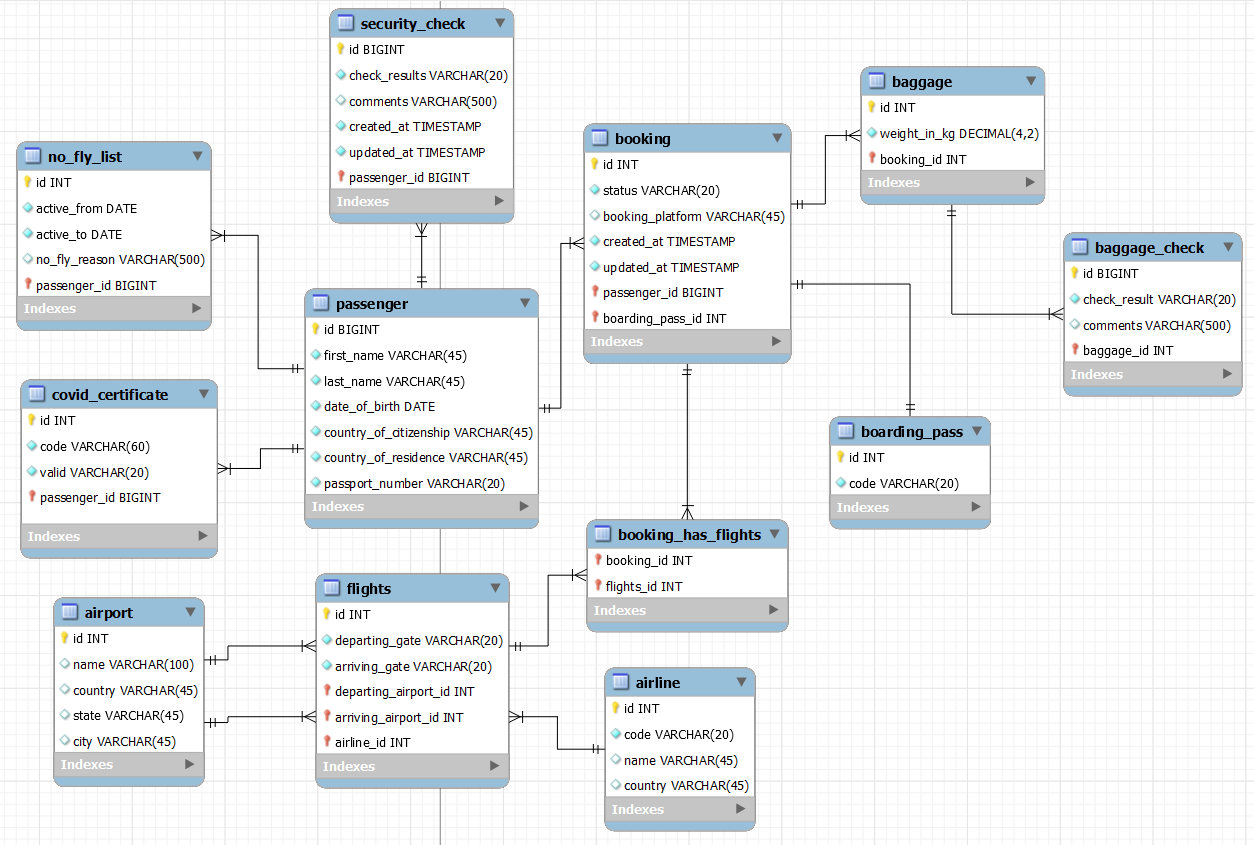 security_check
id BIGINT
check_results VARCHAR(20)
comments VARCHAR(500)
created_at TIMESTAMP
updated_at TIMESTAMP
passenger_id BIGINT
Indexes
baggage
id INT
weight_in_kg DECIMAL(4,2)
booking_id INT
Indexes
booking
id INT
status VARCHAR(20)
booking_platform VARCHAR(45)
created_at TIMESTAMP
updated_at TIMESTAMP
passenger_id BIGINT
boarding_pass_id INT
Indexes
no_fly_list
id INT
active_from DATE
active_to DATE
no_fly_reason VARCHAR(500)
passenger_id BIGINT
Indexes
baggage_check
id BIGINT
check_result VARCHAR(20)
comments VARCHAR(500)
baggage_id INT
Indexes
passenger
id BIGINT
first_name VARCHAR(45)
last_name VARCHAR(45)
date_of_birth DATE
country_of_citizenship VARCHAR(45)
country_of_residence VARCHAR(45)
passport_number VARCHAR(20)
Indexes
covid_certificate
id INT
code VARCHAR(60)
valid VARCHAR(20)
passenger_id BIGINT
Indexes
boarding_pass
id INT
code VARCHAR(20)
Indexes
booking_has_flights
booking_id INT
flights_id INT
Indexes
flights
id INT
departing_gate VARCHAR(20)
arriving_gate VARCHAR(20)
departing_airport_id INT
arriving_airport_id INT
airline_id INT
Indexes
airport
id INT
name VARCHAR(100)
country VARCHAR(45)
state VARCHAR(45)
city VARCHAR(45)
Indexes
airline
id INT
code VARCHAR(20)
name VARCHAR(45)
country VARCHAR(45)
Indexes